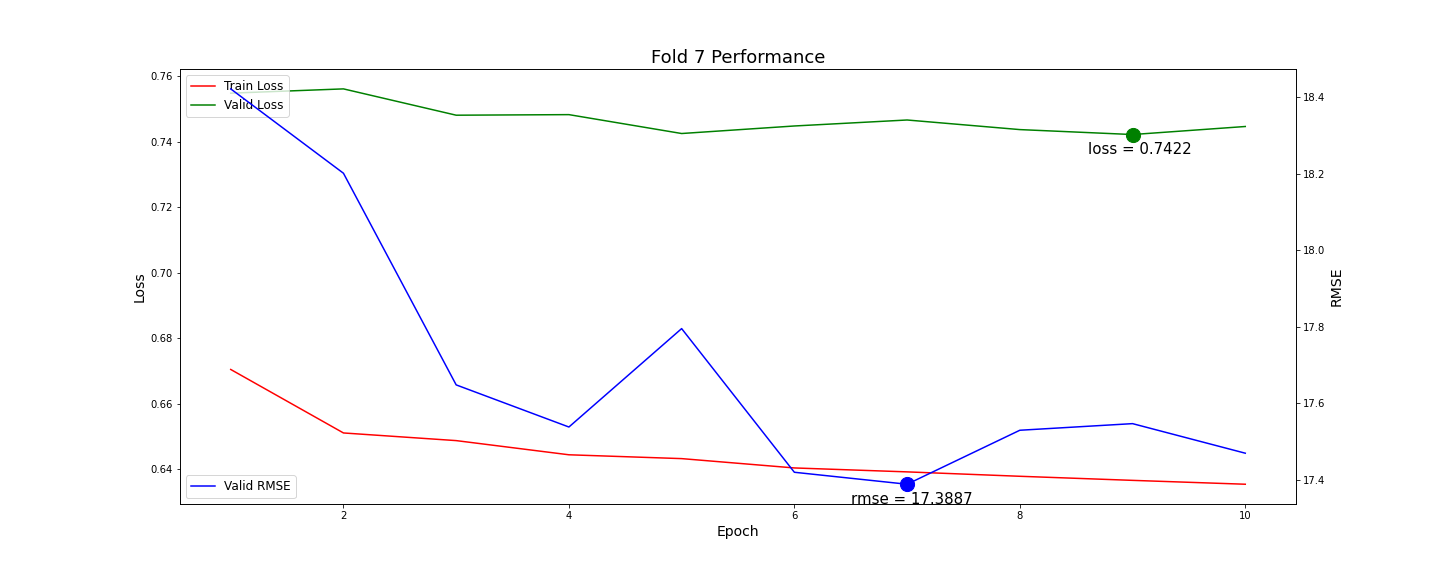 Fold 7 Performance
Train Loss
Valid Loss
0.76
0.74
0.72
0.70
0.68
0.66
0.64
Loss
18.4
18.2
18.0
17.8
17.6
17.4
RMSE
loss = 0.7422
Valid RMSE
rmse = 17.3887
2
4
6
8
10
Epoch